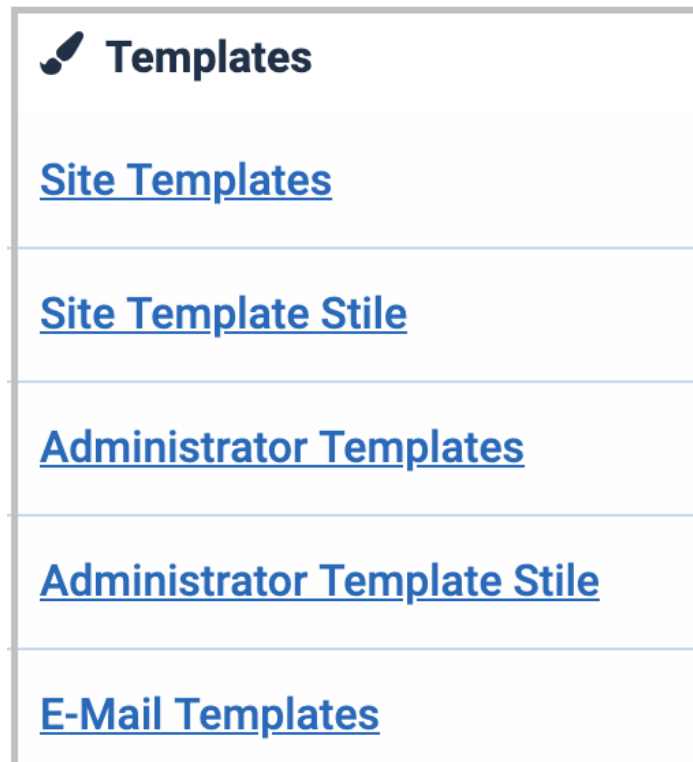 Templates
Site Templates
Site Template Stile
Administrator Templates
Administrator Template Stile
E-Mail Templates